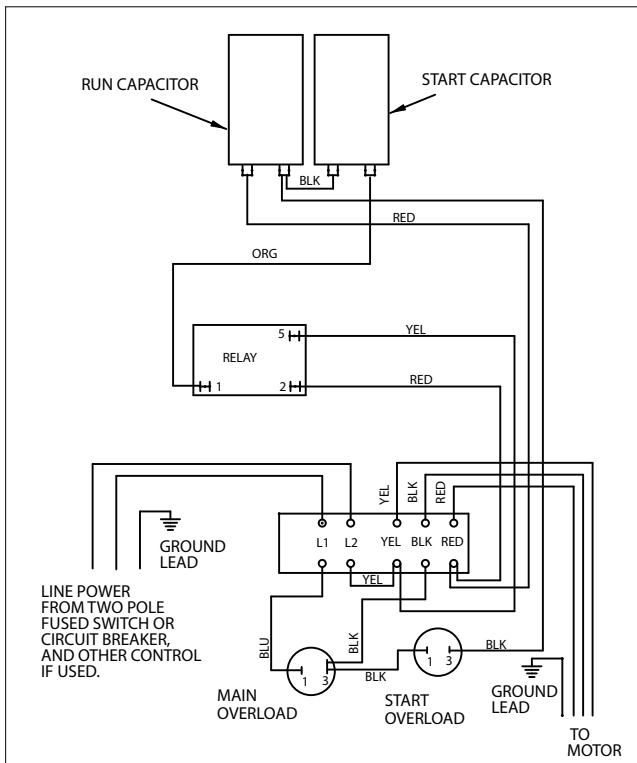 RUN CAPACITOR
START CAPACITOR
BLK
RED
ORG
5
YEL
RELAY
1
2
RED
YEL
BLK
RED
L1
L2
YEL
BLK
RED
GROUND
LEAD
YEL
LINE POWER
FROM TWO POLE
FUSED SWITCH OR
CIRCUIT BREAKER,
AND OTHER CONTROL
IF USED.
BLU
BLK
1
3
BLK
1
3
BLK
MAIN
OVERLOAD
START
OVERLOAD
GROUND
LEAD
TO
MOTOR